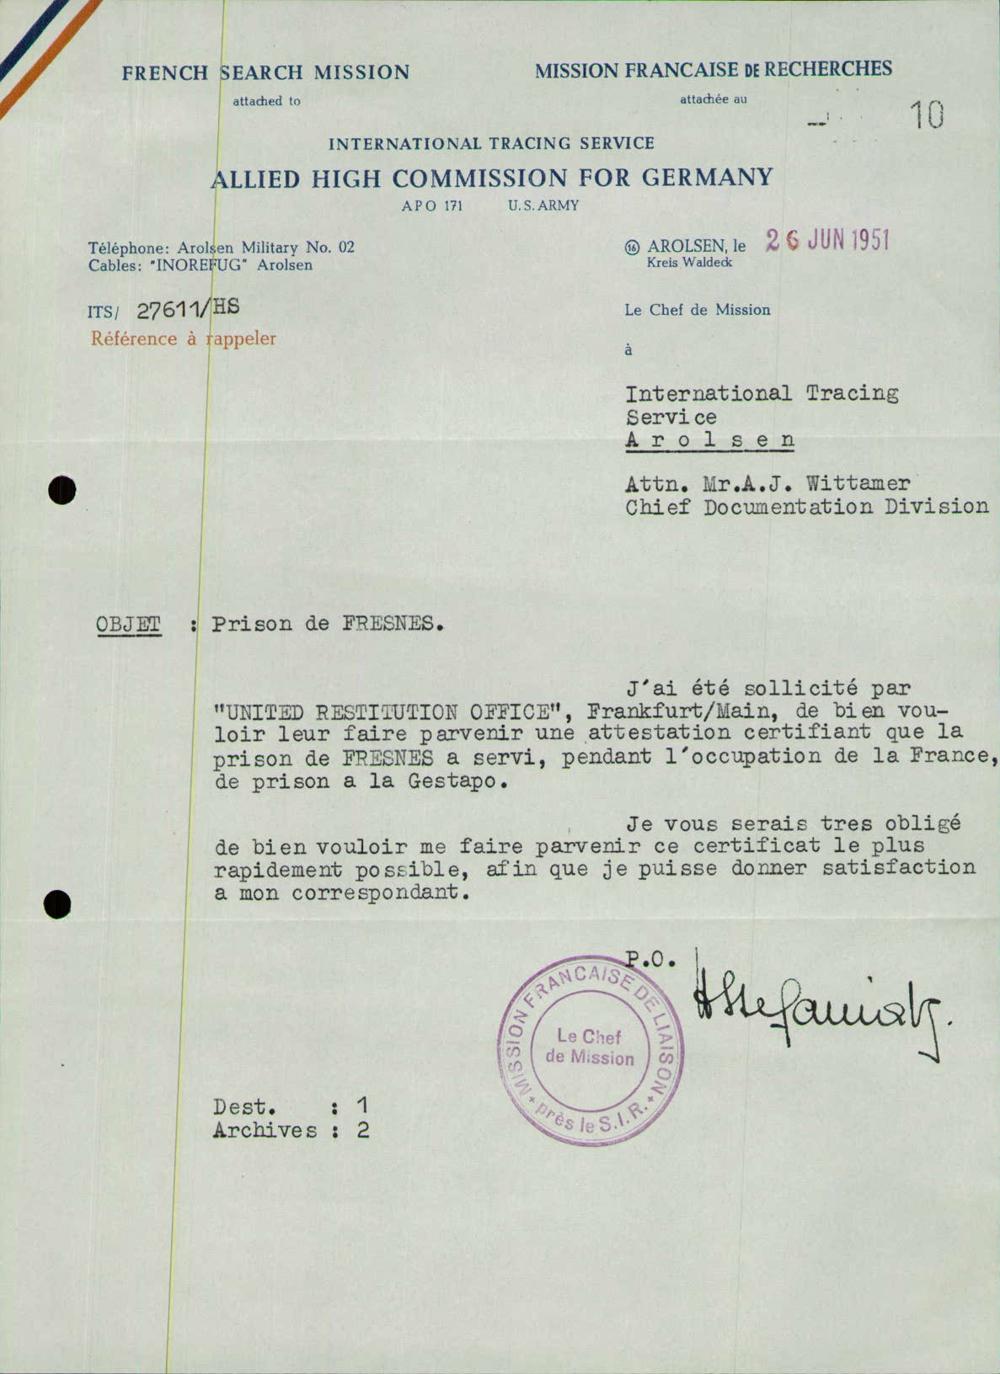 FRENCH SEARCH MISSION
attached to
MISSION FRANCAISE DE RECHERCHES
attachée au
10
INTERNATIONAL TRACING SERVICE
ALLIED HIGH COMMISSION FOR GERMANY
APO 171 U.S. ARMY
Téléphone: Arolsen Military No. 02
Cables: "INOREFUG" Arolsen
(16) AROLSEN, le 26 JUN 1951
Kreis Waldeck
ITS/ 27611/HS
Référence à rappeler
Le Chef de Mission
à
International Tracing
Service
A r o l s e n
Attn. Mr.A.J. Wittamer
Chief Documentation Division
OBJET : Prison de FRESNES.
J'ai été sollicité par
"UNITED RESTITUTION OFFICE", Frankfurt/Main, de bien vou-
loir leur faire parvenir une attestation certifiant que la
prison de FRESNES a servi, pendant l'occupation de la France,
de prison a la Gestapo.
Je vous serais tres obligé
de bien vouloir me faire parvenir ce certificat le plus
rapidement possible, afin que je puisse donner satisfaction
a mon correspondant.
P.O.
MISSION FRANCAISE DE LIAISON
près le S.I.R.
Le Chef
de Mission
Dest. : 1
Archives : 2